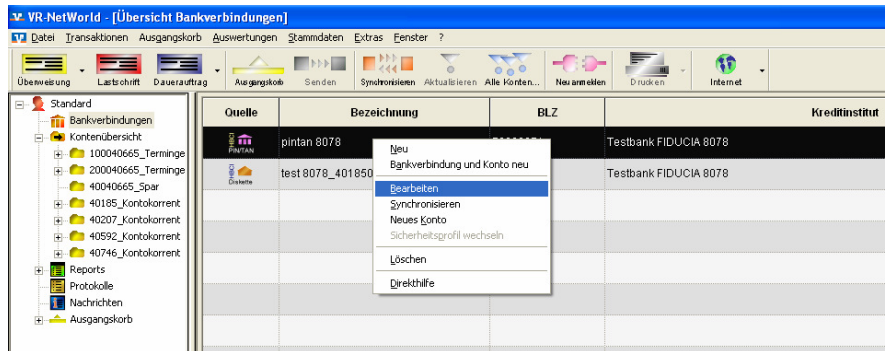 VR-NetWorld - [Übersicht Bankverbindungen]
Datei Transaktionen Ausgangskorb Auswertungen Stammdaten Extras Fenster ?
Überweisung Lastschrift Dauerauftrag Ausgangskorb Senden Synchronisieren Aktualisieren Alle Konten... Neu anmelden Drucken Internet
Standard
Bankverbindungen
Kontenübersicht
100040665_Terminge
200040665_Terminge
40040665_Spar
40185_Kontokorrent
40207_Kontokorrent
40592_Kontokorrent
40746_Kontokorrent
Reports
Protokolle
Nachrichten
Ausgangskorb
Quelle Bezeichnung BLZ Kreditinstitut
PIN/TAN pintan 8078 Testbank FIDUCIA 8078
Diskette test 8078_401850 Testbank FIDUCIA 8078
Neu
Bankverbindung und Konto neu
Bearbeiten
Synchronisieren
Neues Konto
Sicherheitsprofil wechseln
Löschen
Direkthilfe